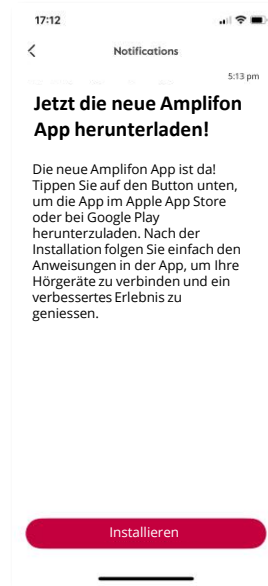 17:12
Notifications
5:13 pm
Jetzt die neue Amplifon
App herunterladen!
Die neue Amplifon App ist da!
Tippen Sie auf den Button unten,
um die App im Apple App Store
oder bei Google Play
herunterzuladen. Nach der
Installation folgen Sie einfach den
Anweisungen in der App, um Ihre
Hörgeräte zu verbinden und ein
verbessertes Erlebnis zu
geniessen.
Installieren